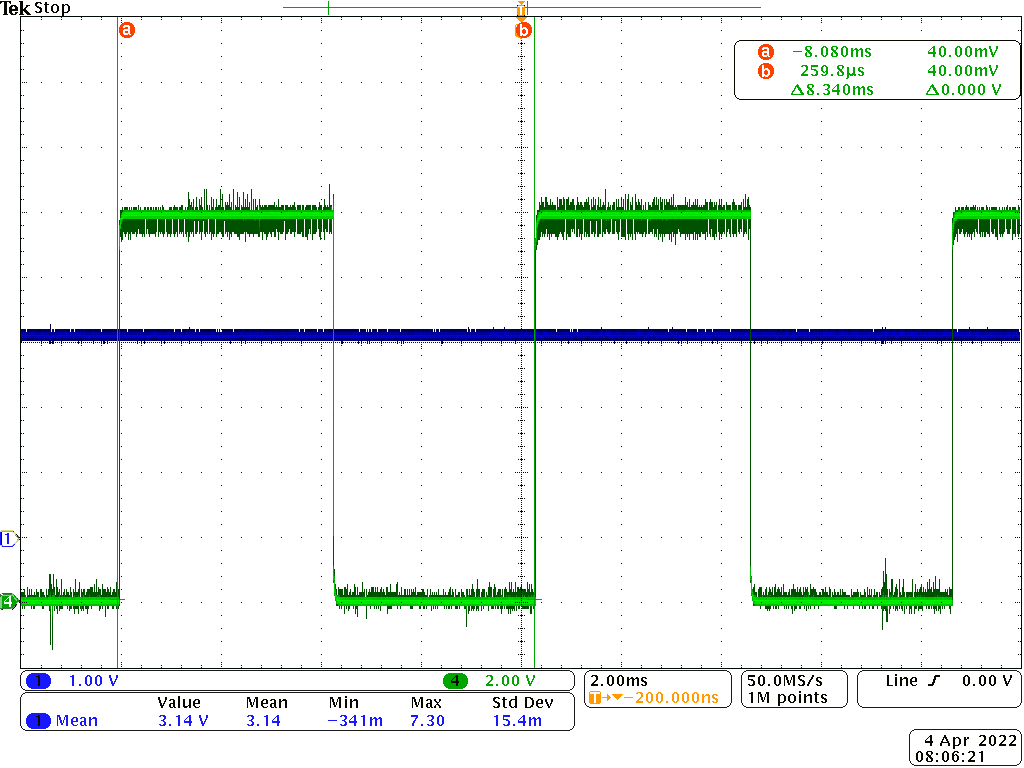 Tek Stop
T
a
b
a −8.080ms 40.00mV
b 259.8µs 40.00mV
Δ8.340ms Δ0.000 V
1
4
1 1.00 V 4 2.00 V
2.00ms
T→▼−200.000ns
50.0MS/s
1M points
Line 0.00 V
Value Mean Min Max Std Dev
1 Mean 3.14 V 3.14 −341m 7.30 15.4m
4 Apr 2022
08:06:21